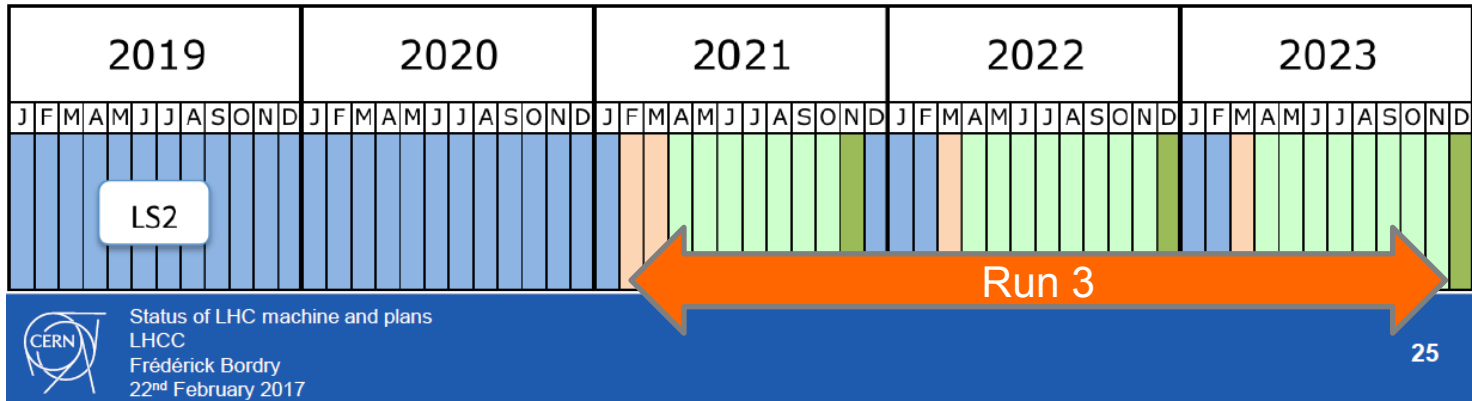 2019 2020 2021 2022 2023
J F M A M J J A S O N D J F M A M J J A S O N D J F M A M J J A S O N D J F M A M J J A S O N D J F M A M J J A S O N D
LS2
Run 3
CERN
Status of LHC machine and plans
LHCC
Frédérick Bordry
22nd February 2017
25